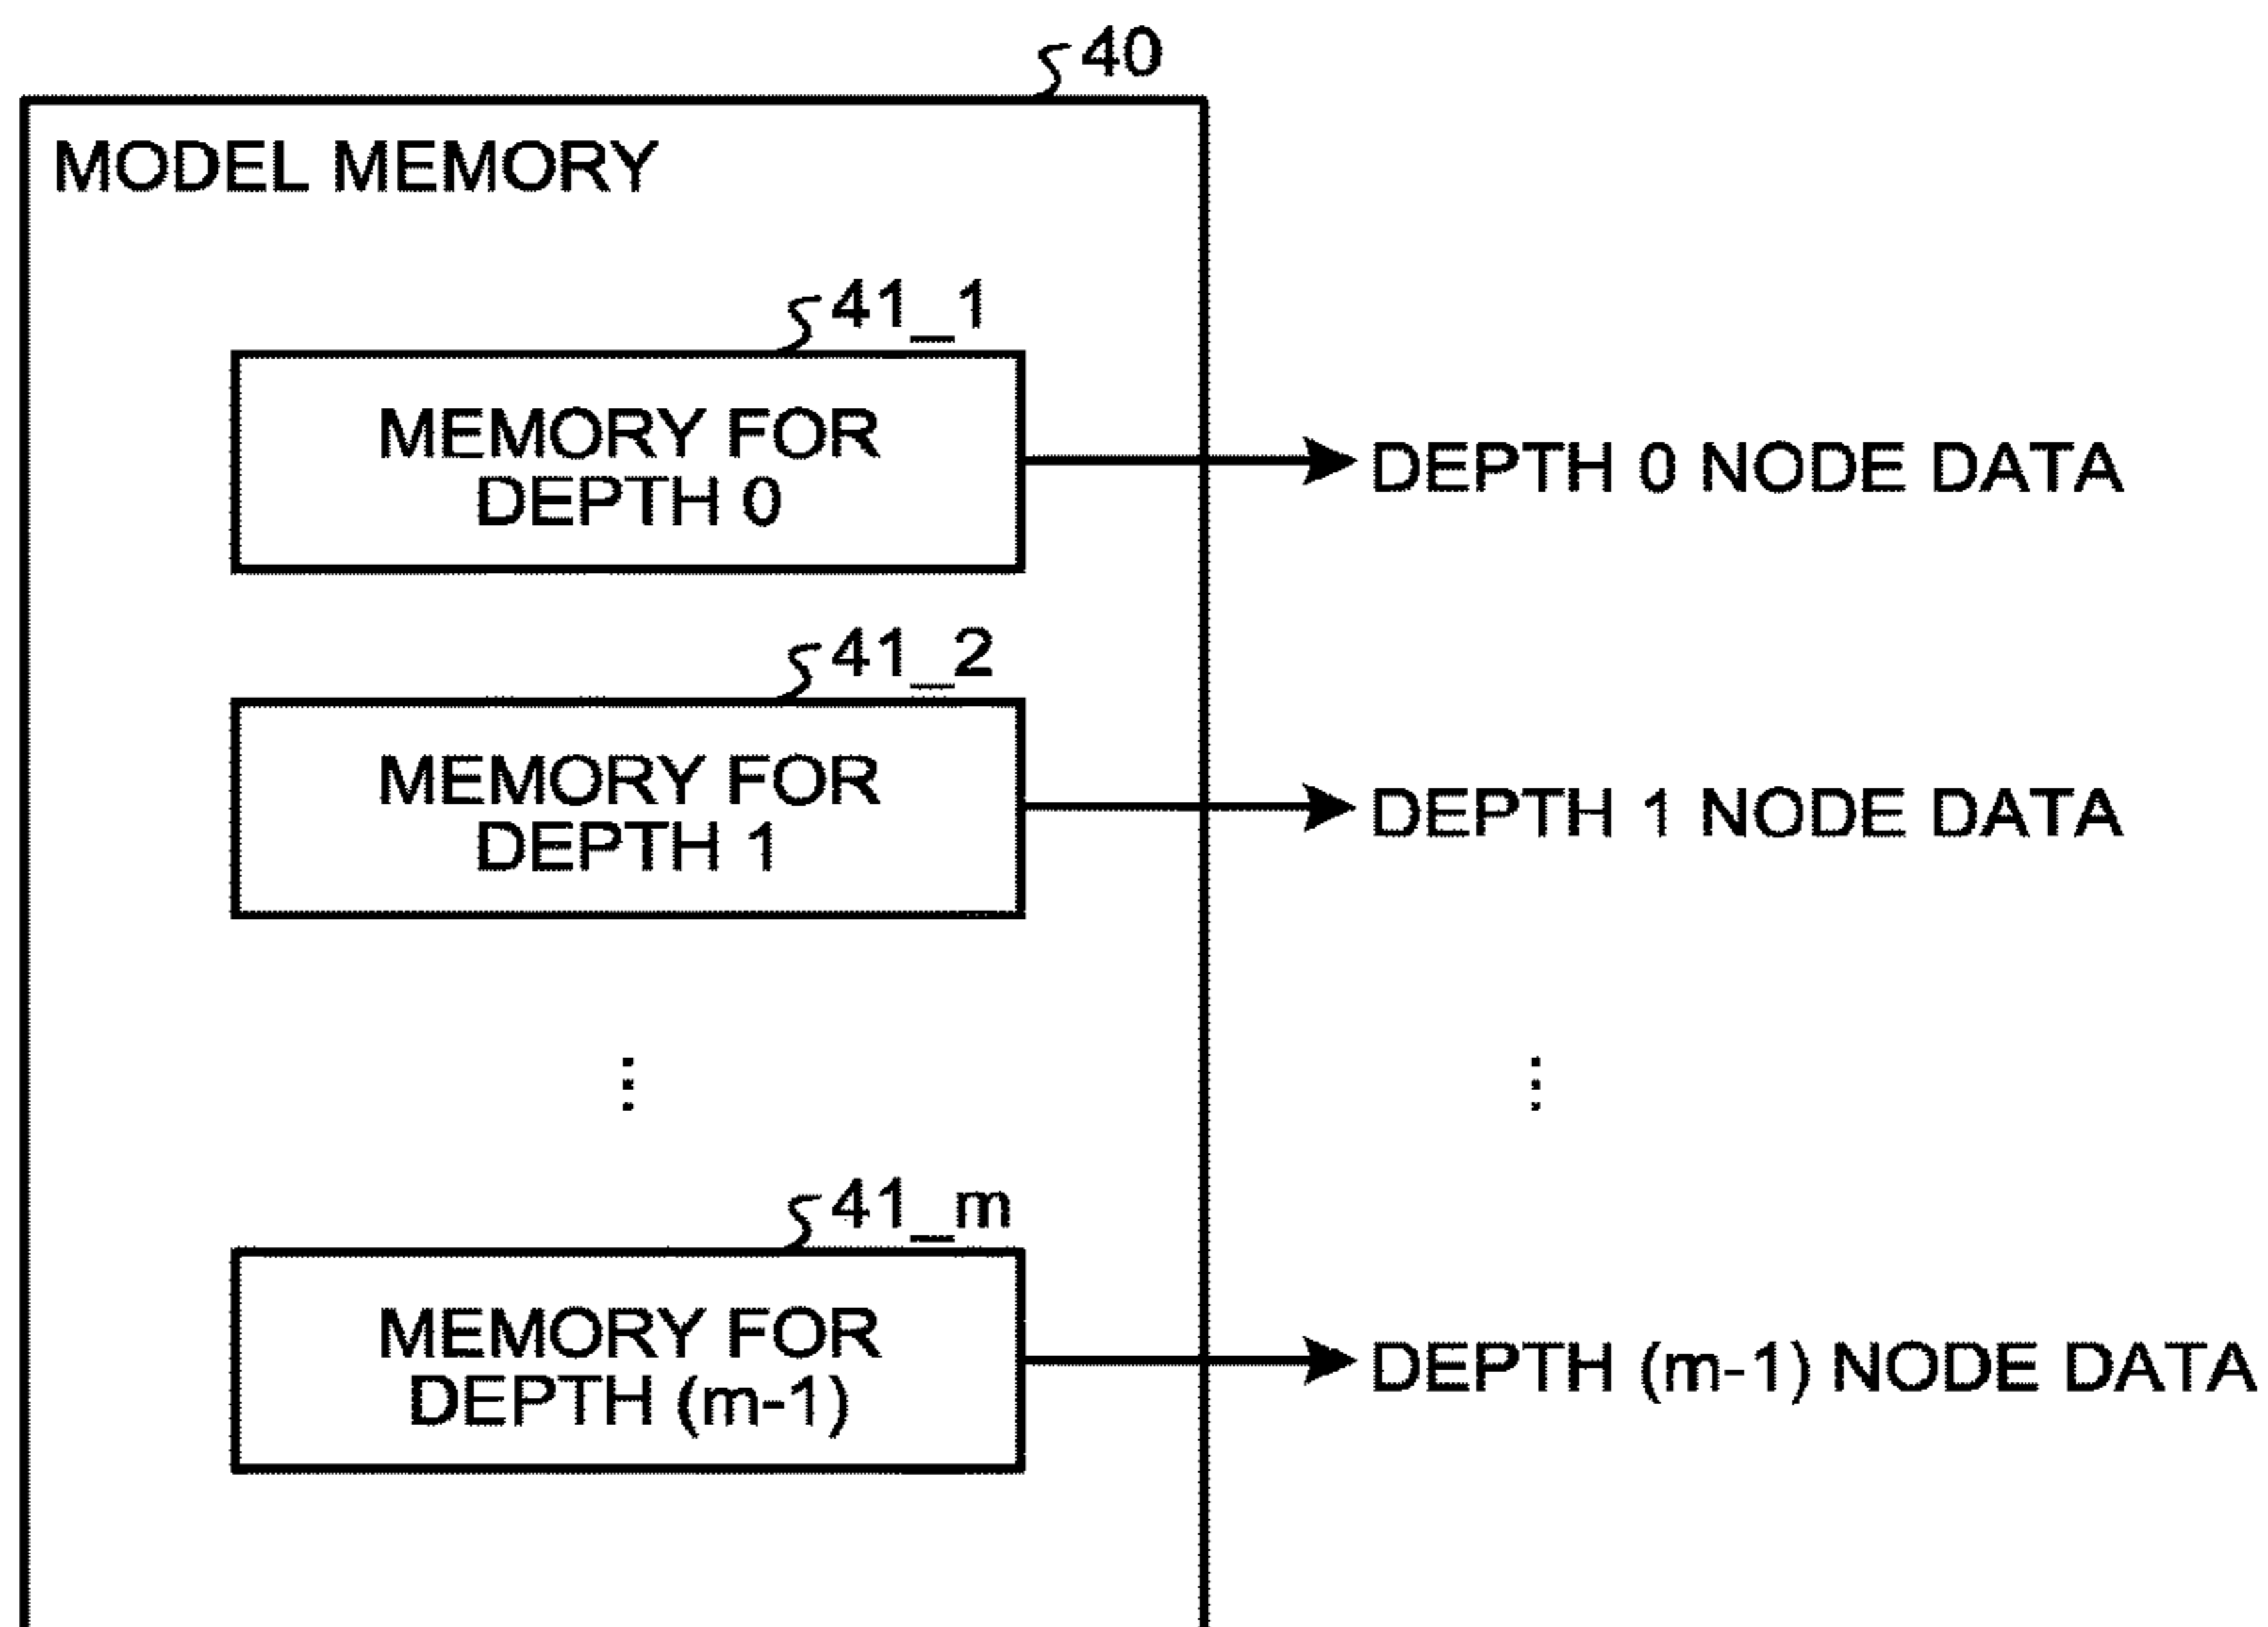 40
MODEL MEMORY
41_1
MEMORY FOR
DEPTH 0
DEPTH 0 NODE DATA
41_2
MEMORY FOR
DEPTH 1
DEPTH 1 NODE DATA
41_m
MEMORY FOR
DEPTH (m-1)
DEPTH (m-1) NODE DATA